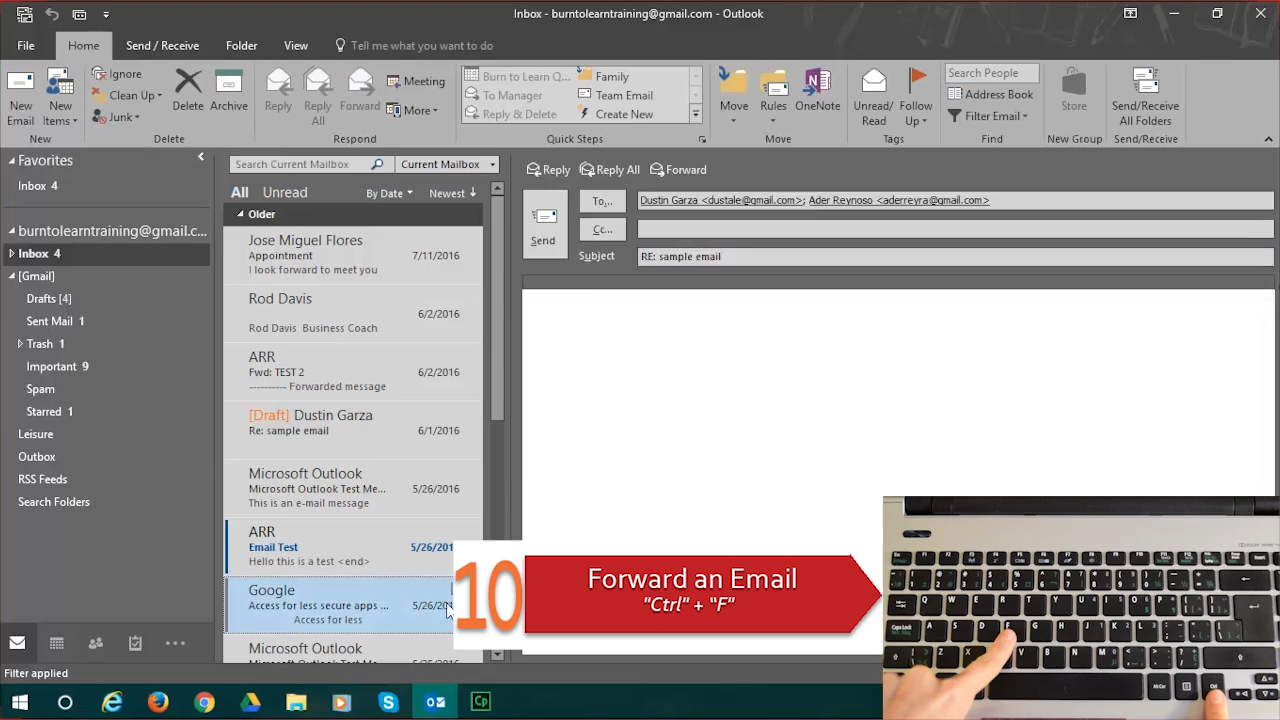 Inbox - burntolearntraining@gmail.com - Outlook
File Home Send / Receive Folder View Tell me what you want to do
New Email
New Items
Ignore
Clean Up
Junk
Delete
Archive
Reply
Reply All
Forward
Meeting
More
Burn to Learn Q...
To Manager
Reply & Delete
Family
Team Email
Create New
Move
Rules
OneNote
Unread/ Read
Follow Up
Search People
Address Book
Filter Email
Store
Send/Receive All Folders
New Delete Respond Quick Steps Move Tags Find New Group Send/Receive
Favorites
Inbox 4
burntolearntraining@gmail.c...
Inbox 4
[Gmail]
Drafts [4]
Sent Mail 1
Trash 1
Important 9
Spam
Starred 1
Leisure
Outbox
RSS Feeds
Search Folders
Search Current Mailbox Current Mailbox
All Unread By Date Newest
Older
Jose Miguel Flores
Appointment 7/11/2016
I look forward to meet you
Rod Davis
6/2/2016
Rod Davis Business Coach
ARR
Fwd: TEST 2 6/2/2016
---------- Forwarded message
[Draft] Dustin Garza
Re: sample email 6/1/2016
Microsoft Outlook
Microsoft Outlook Test Me... 5/26/2016
This is an e-mail message
ARR
Email Test 5/26/201
Hello this is a test <end>
Google
Access for less secure apps ... 5/26/20
Access for less
Microsoft Outlook
Reply Reply All Forward
Send
To... Dustin Garza <dustale@gmail.com>; Ader Reynoso <aderreyra@gmail.com>
Cc...
Subject RE: sample email
10
Forward an Email
"Ctrl" + "F"
Filter applied
Cp